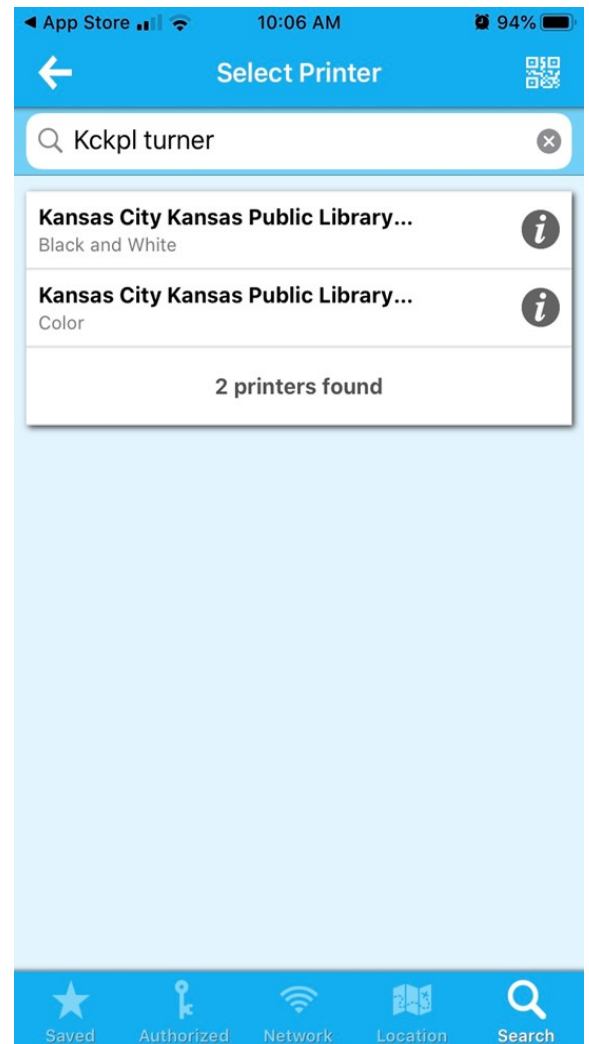 App Store 10:06 AM 94%
Select Printer
Kckpl turner
Kansas City Kansas Public Library...
Black and White
Kansas City Kansas Public Library...
Color
2 printers found
Saved Authorized Network Location Search